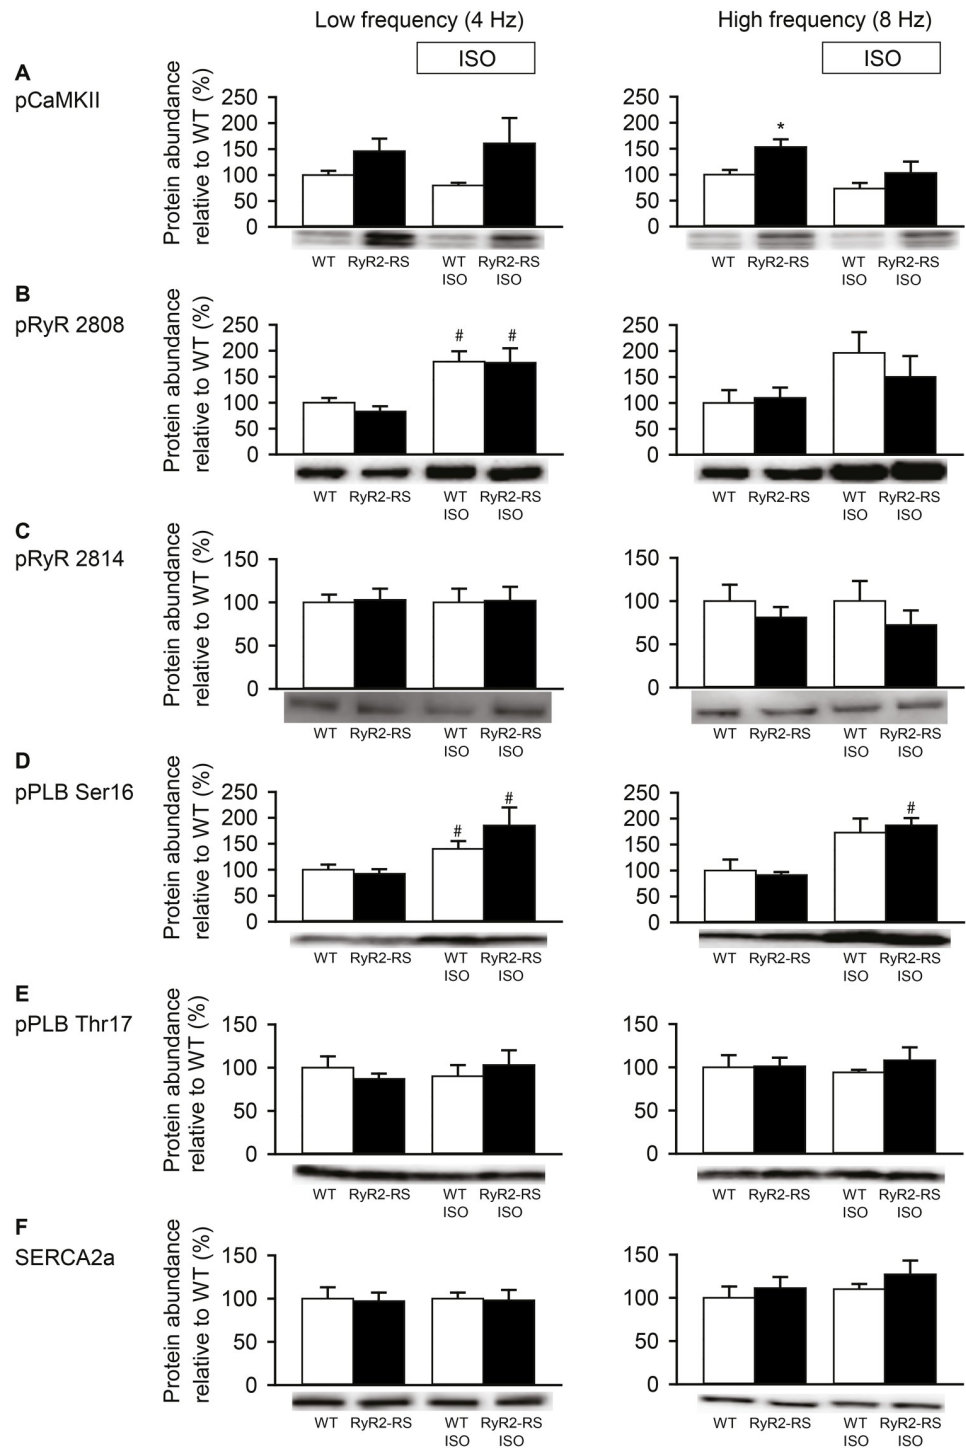 Low frequency (4 Hz)
High frequency (8 Hz)
ISO
ISO
A
pCaMKII
Protein abundance
relative to WT (%)
250
200
150
100
50
0
WT RyR2-RS WT RyR2-RS
ISO ISO
250
200
150
100
50
0
*
WT RyR2-RS WT RyR2-RS
ISO ISO
B
pRyR 2808
Protein abundance
relative to WT (%)
250
200
150
100
50
0
# #
WT RyR2-RS WT RyR2-RS
ISO ISO
250
200
150
100
50
0
WT RyR2-RS WT RyR2-RS
ISO ISO
C
pRyR 2814
Protein abundance
relative to WT (%)
150
100
50
0
WT RyR2-RS WT RyR2-RS
ISO ISO
150
100
50
0
WT RyR2-RS WT RyR2-RS
ISO ISO
D
pPLB Ser16
Protein abundance
relative to WT (%)
250
200
150
100
50
0
# #
WT RyR2-RS WT RyR2-RS
ISO ISO
250
200
150
100
50
0
#
WT RyR2-RS WT RyR2-RS
ISO ISO
E
pPLB Thr17
Protein abundance
relative to WT (%)
150
100
50
0
WT RyR2-RS WT RyR2-RS
ISO ISO
150
100
50
0
WT RyR2-RS WT RyR2-RS
ISO ISO
F
SERCA2a
Protein abundance
relative to WT (%)
150
100
50
0
WT RyR2-RS WT RyR2-RS
ISO ISO
150
100
50
0
WT RyR2-RS WT RyR2-RS
ISO ISO